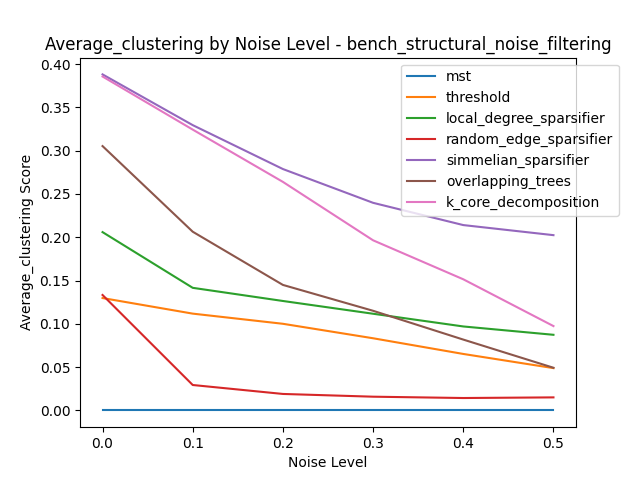 Average_clustering by Noise Level - bench_structural_noise_filtering
mst
threshold
local_degree_sparsifier
random_edge_sparsifier
simmelian_sparsifier
overlapping_trees
k_core_decomposition
Average_clustering Score
0.40
0.35
0.30
0.25
0.20
0.15
0.10
0.05
0.00
0.0 0.1 0.2 0.3 0.4 0.5
Noise Level